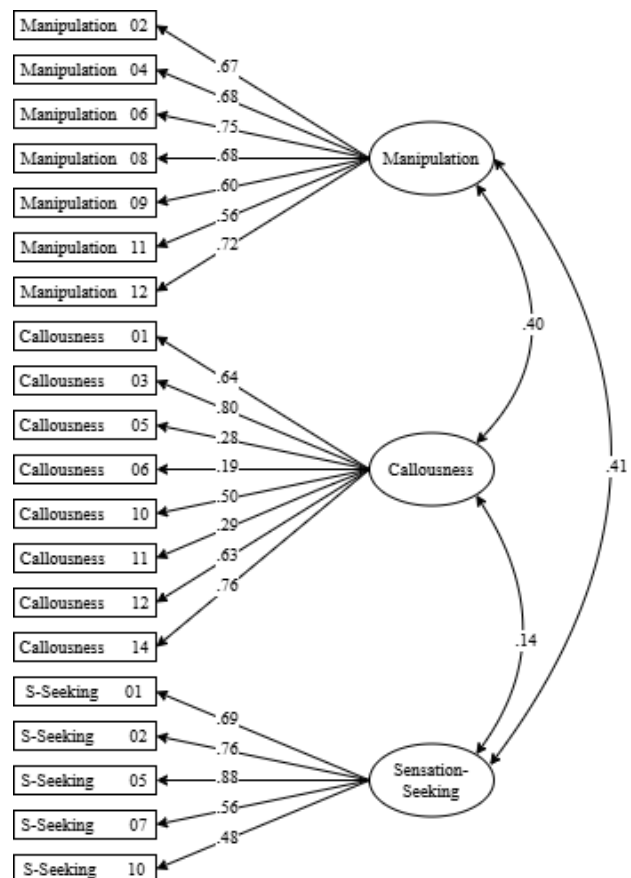 Manipulation 02
Manipulation 04
Manipulation 06
Manipulation 08
Manipulation 09
Manipulation 11
Manipulation 12
Callousness 01
Callousness 03
Callousness 05
Callousness 06
Callousness 10
Callousness 11
Callousness 12
Callousness 14
S-Seeking 01
S-Seeking 02
S-Seeking 05
S-Seeking 07
S-Seeking 10
.67
.68
.75
.68
.60
.56
.72
.64
.80
.28
.19
.50
.29
.63
.76
.69
.76
.88
.56
.48
Manipulation
Callousness
Sensation-
Seeking
.40
.14
.41